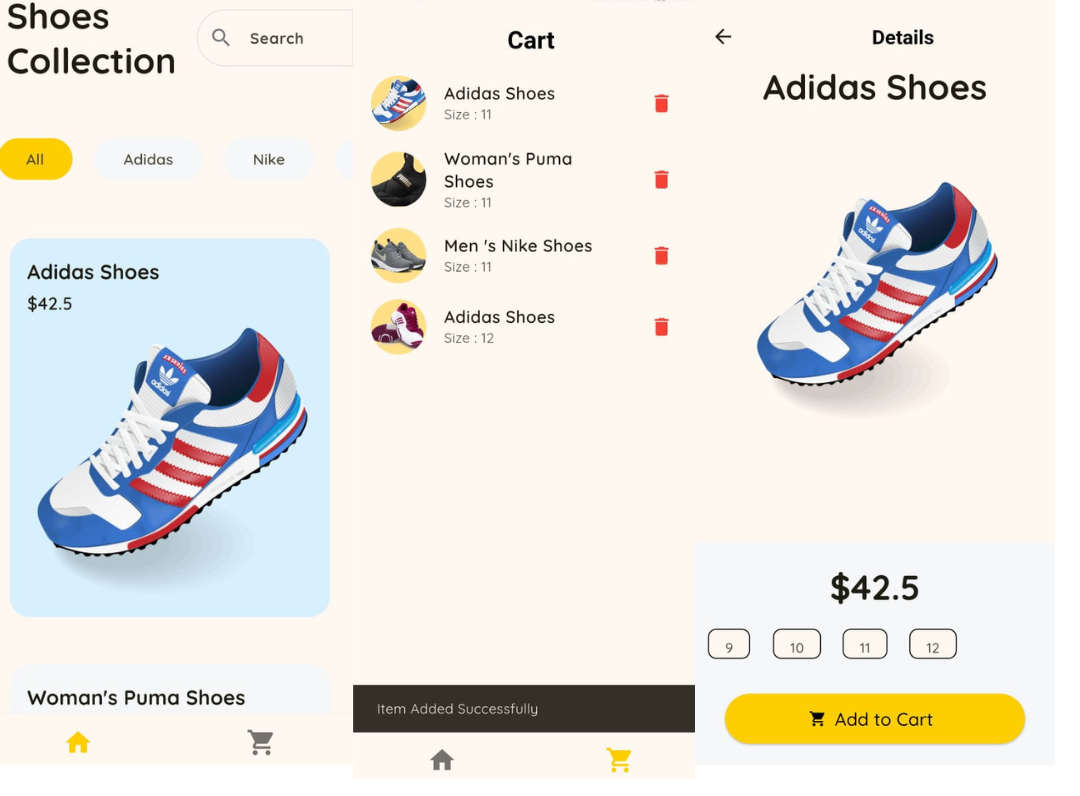 Shoes
Collection
Search
All
Adidas
Nike
Adidas Shoes
$42.5
adidas
Woman's Puma Shoes
Cart
Adidas Shoes
Size : 11
Woman's Puma
Shoes
Size : 11
Men 's Nike Shoes
Size : 11
Adidas Shoes
Size : 12
Item Added Successfully
Details
Adidas Shoes
adidas
$42.5
9
10
11
12
Add to Cart